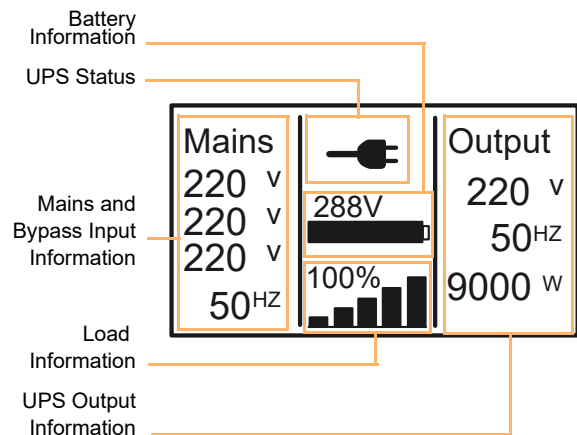 Battery
Information
UPS Status
Mains and
Bypass Input
Information
Load
Information
UPS Output
Information
Mains
220 V
220 V
220 V
50HZ
288V
100%
Output
220 V
50HZ
9000 W